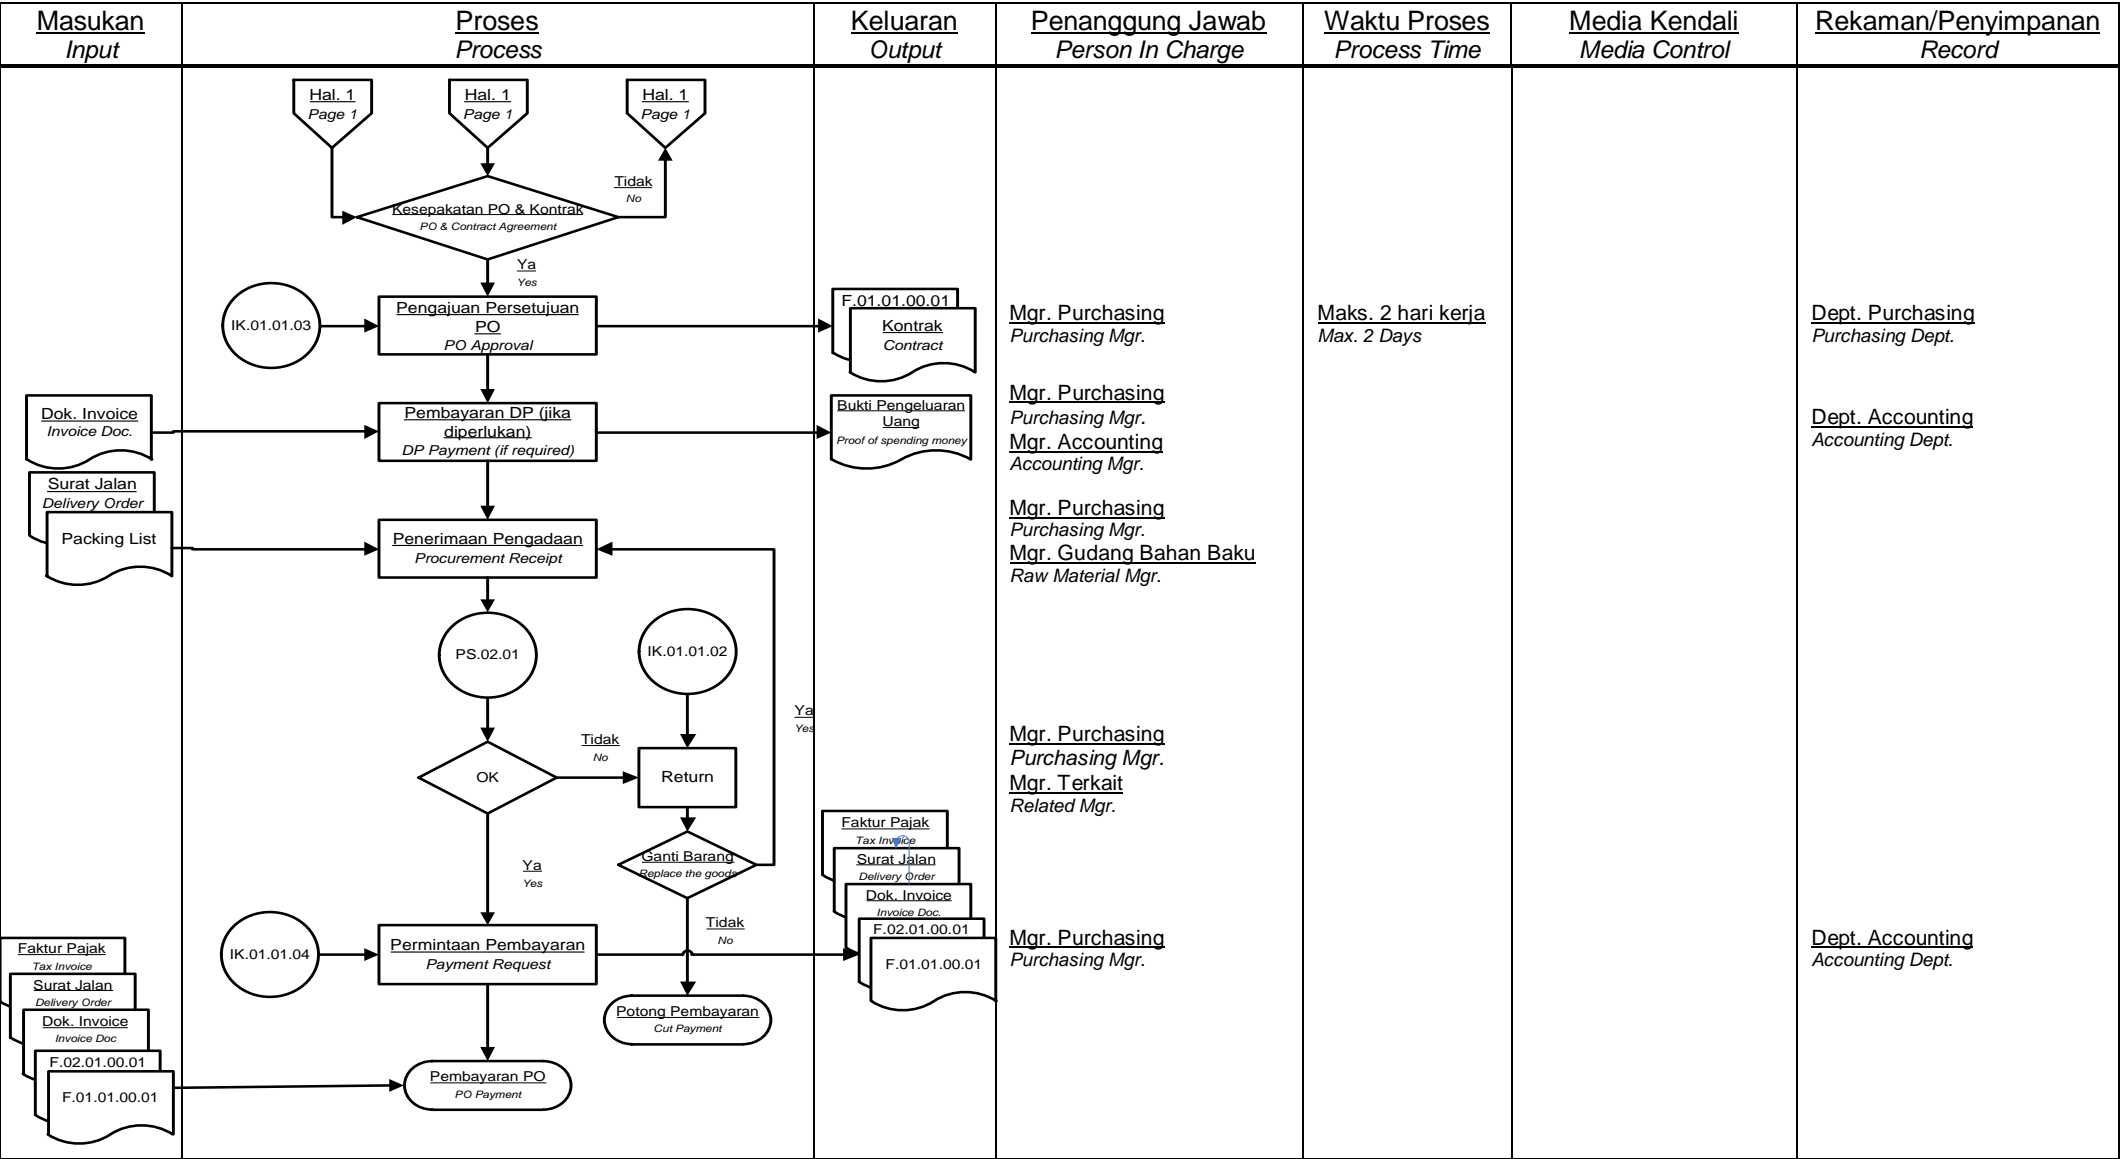 Masukan
Input
Proses
Process
Keluaran
Output
Penanggung Jawab
Person In Charge
Waktu Proses
Process Time
Media Kendali
Media Control
Rekaman/Penyimpanan
Record
Hal. 1
Page 1
Hal. 1
Page 1
Hal. 1
Page 1
Tidak
No
Kesepakatan PO & Kontrak
PO & Contract Agreement
Ya
Yes
IK.01.01.03
Pengajuan Persetujuan
PO
PO Approval
F.01.01.00.01
Kontrak
Contract
Mgr. Purchasing
Purchasing Mgr.
Maks. 2 hari kerja
Max. 2 Days
Dept. Purchasing
Purchasing Dept.
Dok. Invoice
Invoice Doc.
Pembayaran DP (jika
diperlukan)
DP Payment (if required)
Bukti Pengeluaran
Uang
Proof of spending money
Mgr. Purchasing
Purchasing Mgr.
Mgr. Accounting
Accounting Mgr.
Dept. Accounting
Accounting Dept.
Surat Jalan
Delivery Order
Packing List
Penerimaan Pengadaan
Procurement Receipt
Mgr. Purchasing
Purchasing Mgr.
Mgr. Gudang Bahan Baku
Raw Material Mgr.
PS.02.01
IK.01.01.02
Ya
Yes
OK
Tidak
No
Return
Mgr. Purchasing
Purchasing Mgr.
Mgr. Terkait
Related Mgr.
Ganti Barang
Replace the goods
Ya
Yes
Tidak
No
Faktur Pajak
Tax Invoice
Surat Jalan
Delivery Order
Dok. Invoice
Invoice Doc.
F.02.01.00.01
F.01.01.00.01
IK.01.01.04
Permintaan Pembayaran
Payment Request
Mgr. Purchasing
Purchasing Mgr.
Dept. Accounting
Accounting Dept.
Potong Pembayaran
Cut Payment
Faktur Pajak
Tax Invoice
Surat Jalan
Delivery Order
Dok. Invoice
Invoice Doc
F.02.01.00.01
F.01.01.00.01
Pembayaran PO
PO Payment